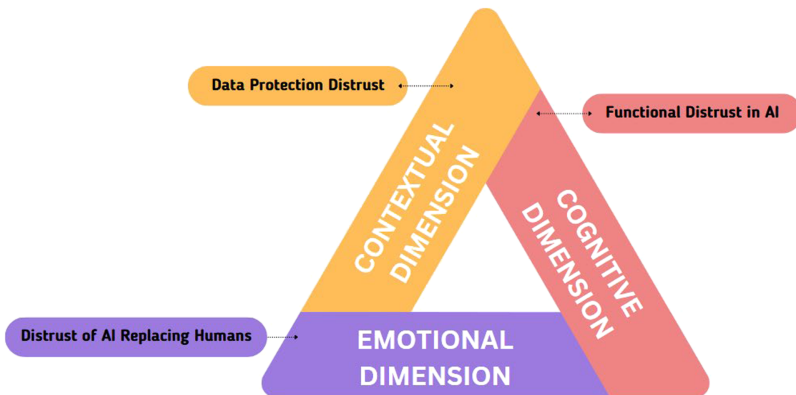 Data Protection Distrust
Functional Distrust in AI
CONTEXTUAL
DIMENSION
COGNITIVE
DIMENSION
Distrust of AI Replacing Humans
EMOTIONAL
DIMENSION